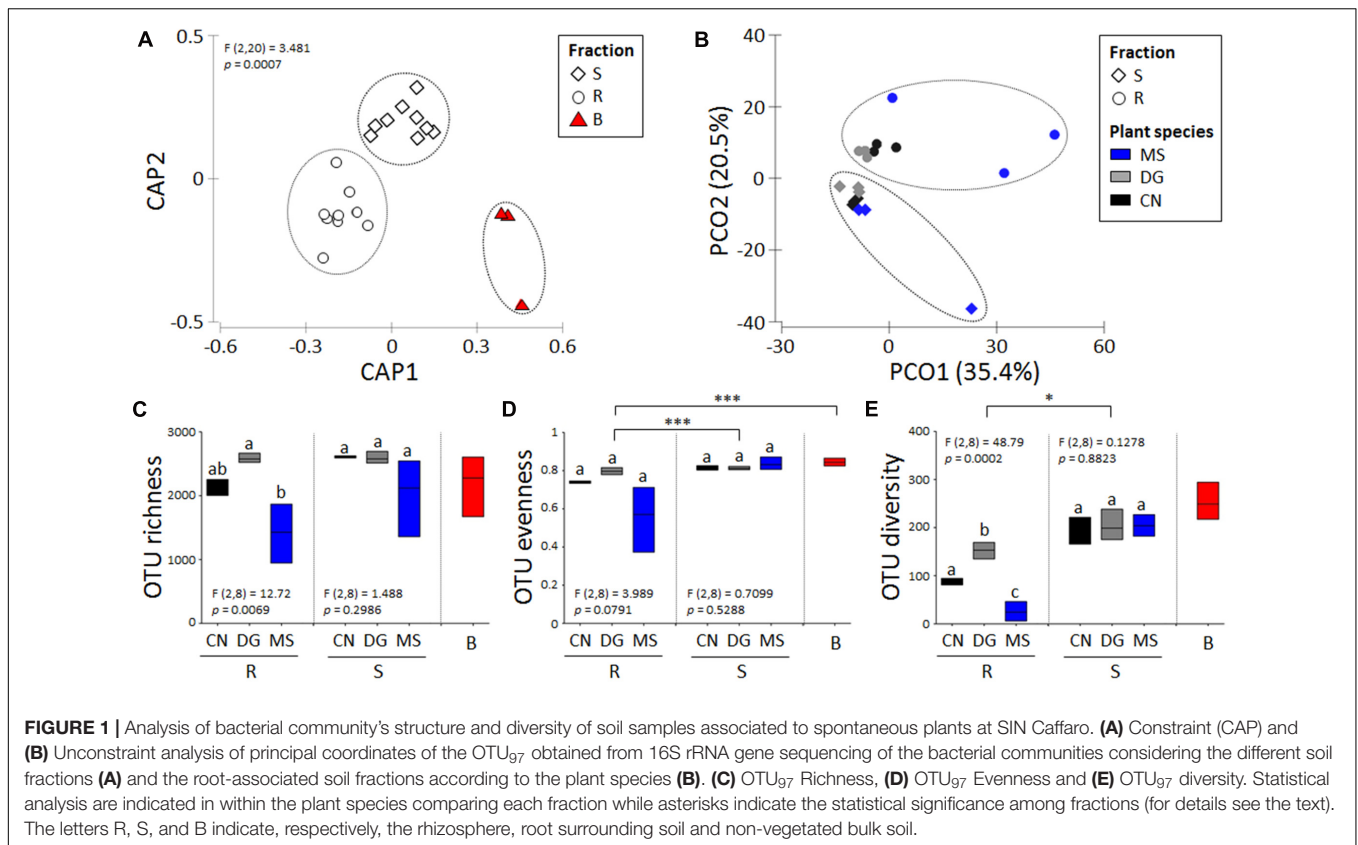 A
F (2,20) = 3.481
p = 0.0007
0.5
0
-0.5
CAP2
-0.6
-0.3
0.0
0.3
0.6
CAP1
Fraction
S
R
B
B
40
20
0
-20
-40
PCO2 (20.5%)
-30
0
30
60
PCO1 (35.4%)
Fraction
S
R
Plant species
MS
DG
CN
C
OTU richness
3000
2000
1000
0
ab
a
b
a
a
a
F (2,8) = 12.72
p = 0.0069
F (2,8) = 1.488
p = 0.2986
CN DG MS
CN DG MS
B
R
S
D
***
***
OTU evenness
1
0.8
0.6
0.4
0.2
0
a
a
a
a
a
a
F (2,8) = 3.989
p = 0.0791
F (2,8) = 0.7099
p = 0.5288
CN DG MS
CN DG MS
B
R
S
E
*
OTU diversity
400
300
200
100
0
F (2,8) = 48.79
p = 0.0002
F (2,8) = 0.1278
p = 0.8823
a
b
c
a
a
a
CN DG MS
CN DG MS
B
R
S
FIGURE 1 | Analysis of bacterial community's structure and diversity of soil samples associated to spontaneous plants at SIN Caffaro. (A) Constraint (CAP) and
(B) Unconstraint analysis of principal coordinates of the OTU97 obtained from 16S rRNA gene sequencing of the bacterial communities considering the different soil
fractions (A) and the root-associated soil fractions according to the plant species (B). (C) OTU97 Richness, (D) OTU97 Evenness and (E) OTU97 diversity. Statistical
analysis are indicated in within the plant species comparing each fraction while asterisks indicate the statistical significance among fractions (for details see the text).
The letters R, S, and B indicate, respectively, the rhizosphere, root surrounding soil and non-vegetated bulk soil.